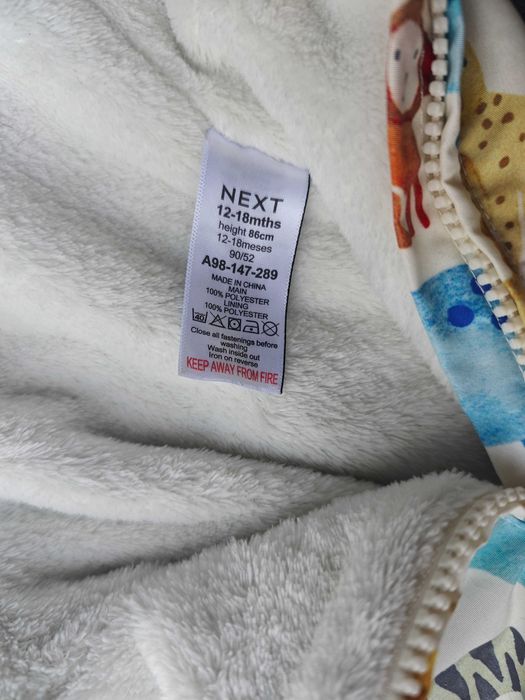 NEXT
12-18mths
height 86cm
12-18meses
90/52
A98-147-289
MADE IN CHINA
MAIN
100% POLYESTER
LINING
100% POLYESTER
40
Close all fastenings before
washing
Wash inside out
Iron on reverse
KEEP AWAY FROM FIRE